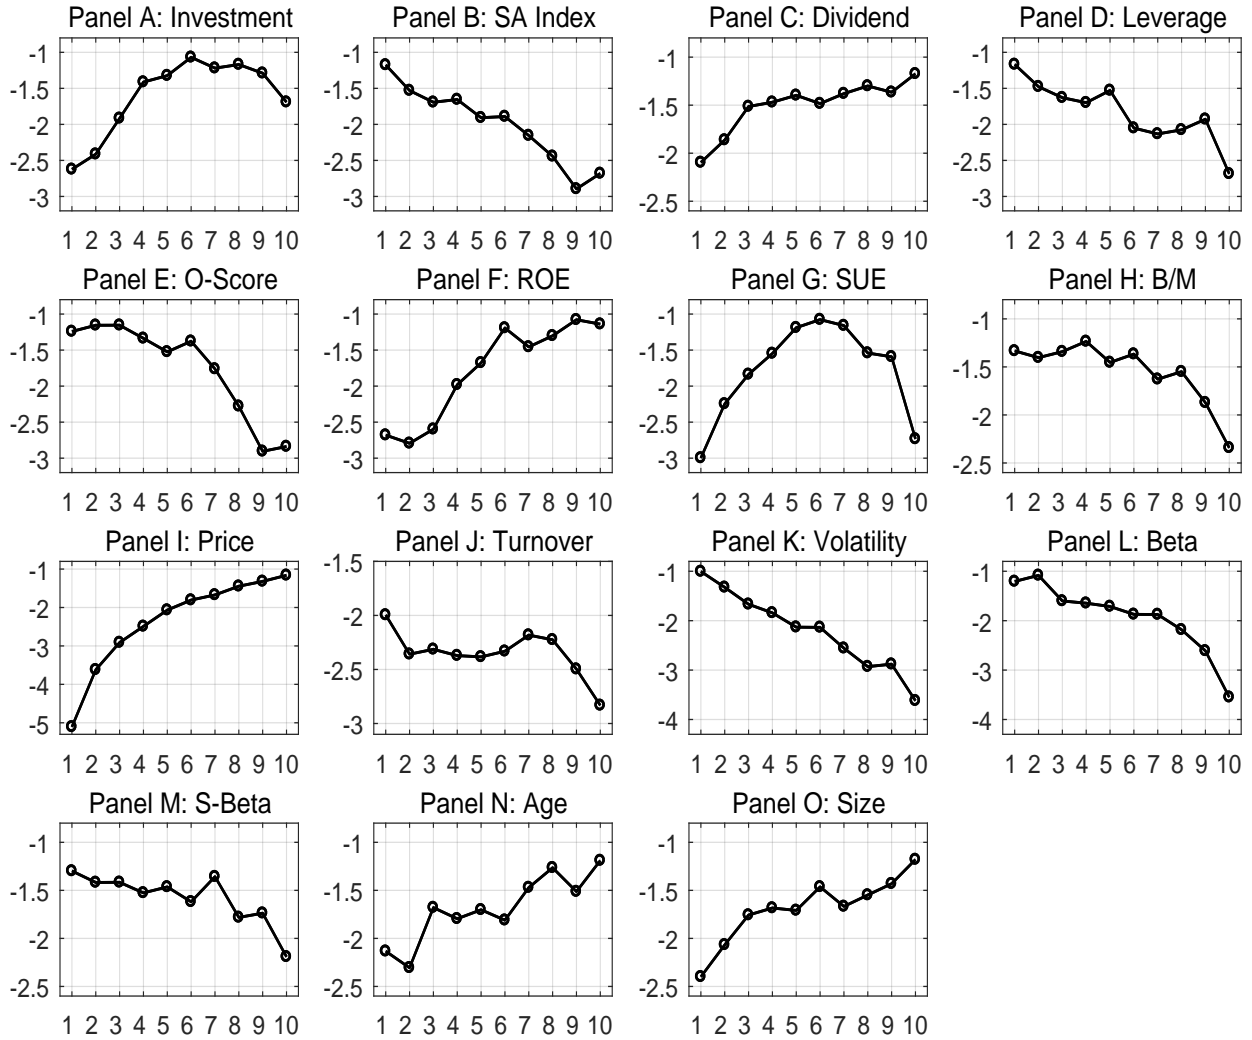 Panel A: Investment
-1
-1.5
-2
-2.5
-3
1 2 3 4 5 6 7 8 9 10
Panel B: SA Index
-1
-1.5
-2
-2.5
-3
1 2 3 4 5 6 7 8 9 10
Panel C: Dividend
-1
-1.5
-2
-2.5
1 2 3 4 5 6 7 8 9 10
Panel D: Leverage
-1
-1.5
-2
-2.5
-3
1 2 3 4 5 6 7 8 9 10
Panel E: O-Score
-1
-1.5
-2
-2.5
-3
1 2 3 4 5 6 7 8 9 10
Panel F: ROE
-1
-1.5
-2
-2.5
-3
1 2 3 4 5 6 7 8 9 10
Panel G: SUE
-1
-1.5
-2
-2.5
-3
1 2 3 4 5 6 7 8 9 10
Panel H: B/M
-1
-1.5
-2
-2.5
1 2 3 4 5 6 7 8 9 10
Panel I: Price
-1
-2
-3
-4
-5
1 2 3 4 5 6 7 8 9 10
Panel J: Turnover
-1.5
-2
-2.5
-3
1 2 3 4 5 6 7 8 9 10
Panel K: Volatility
-1
-2
-3
-4
1 2 3 4 5 6 7 8 9 10
Panel L: Beta
-1
-2
-3
-4
1 2 3 4 5 6 7 8 9 10
Panel M: S-Beta
-1
-1.5
-2
-2.5
1 2 3 4 5 6 7 8 9 10
Panel N: Age
-1
-1.5
-2
-2.5
1 2 3 4 5 6 7 8 9 10
Panel O: Size
-1
-1.5
-2
-2.5
1 2 3 4 5 6 7 8 9 10